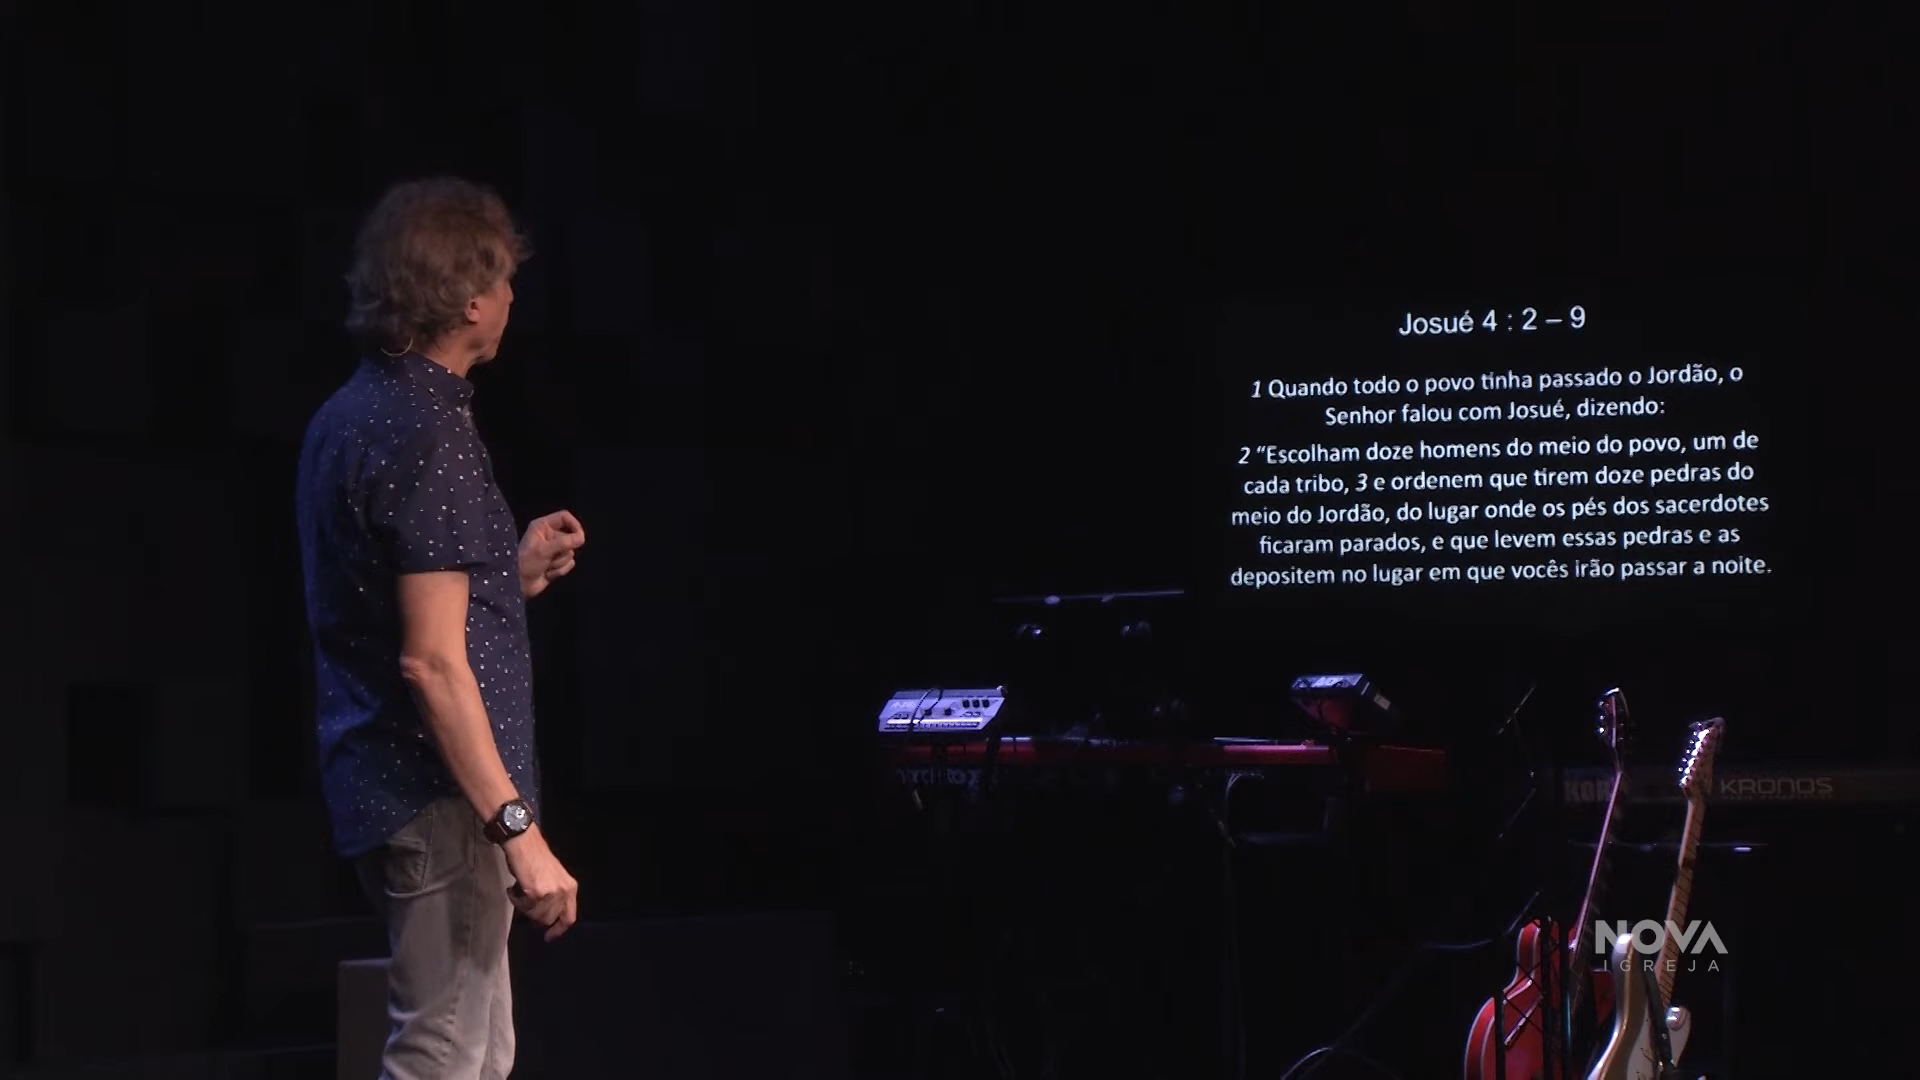 Josué 4 : 2 – 9
1 Quando todo o povo tinha passado o Jordão, o
Senhor falou com Josué, dizendo:
2 “Escolham doze homens do meio do povo, um de
cada tribo, 3 e ordenem que tirem doze pedras do
meio do Jordão, do lugar onde os pés dos sacerdotes
ficaram parados, e que levem essas pedras e as
depositem no lugar em que vocês irão passar a noite.
KRONOS
NOVA
IGREJA